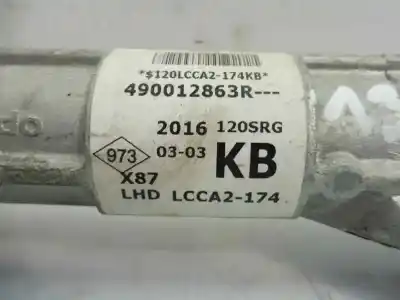 *$120LCCA2-174KB*
490012863R---
2016 120SRG
973 03-03 KB
X87
LHD LCCA2-174